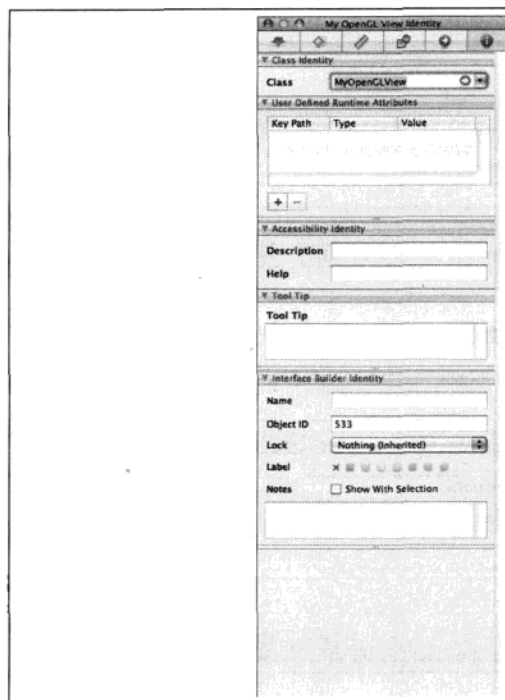 My OpenGL View Identity
Class Identity
Class MyOpenGLView
User Defined Runtime Attributes
Key Path Type Value
+ −
Accessibility Identity
Description
Help
Tool Tip
Tool Tip
Interface Builder Identity
Name
Object ID 533
Lock Nothing (Inherited)
Label ×
Notes Show With Selection